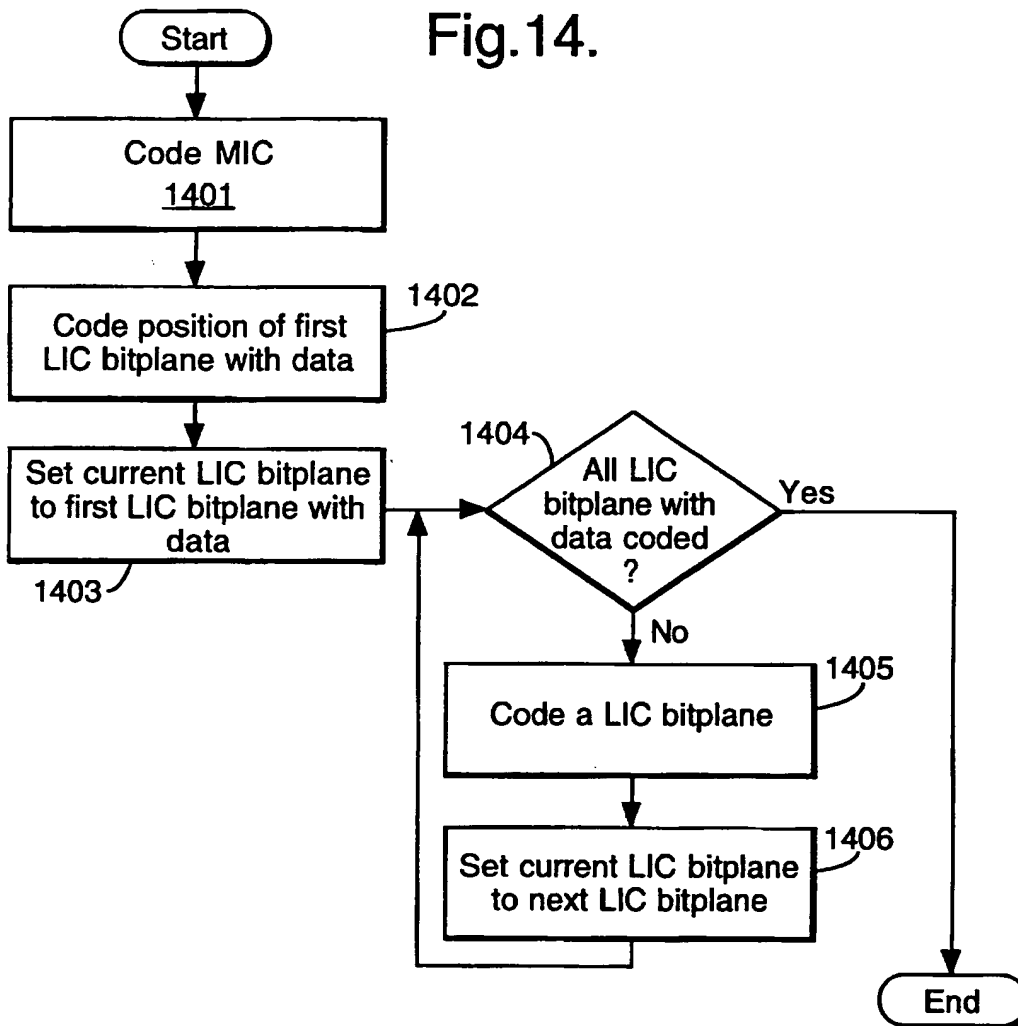 Fig.14.
Start
Code MIC
1401
1402
Code position of first
LIC bitplane with data
Set current LIC bitplane
to first LIC bitplane with
data
1403
1404
All LIC
bitplane with
data coded
?
Yes
No
1405
Code a LIC bitplane
1406
Set current LIC bitplane
to next LIC bitplane
End